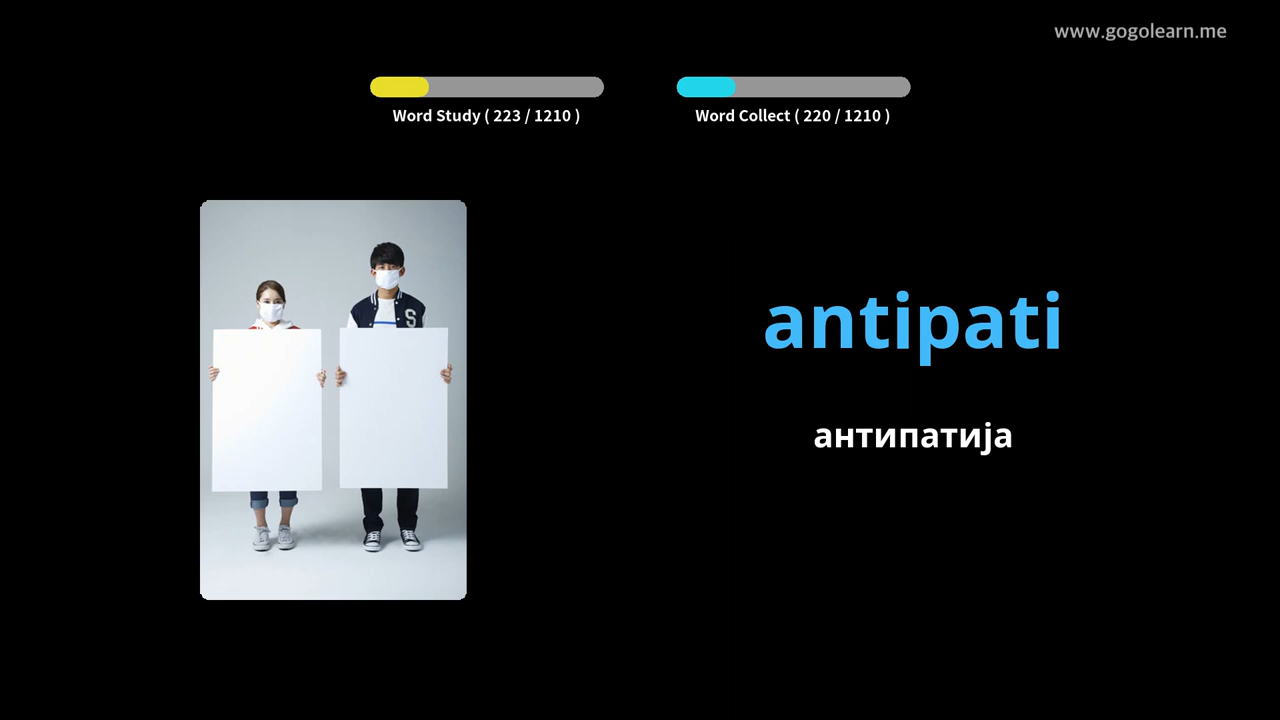 www.gogolearn.me
Word Study ( 223 / 1210 )
Word Collect ( 220 / 1210 )
S
antipati
антипатија